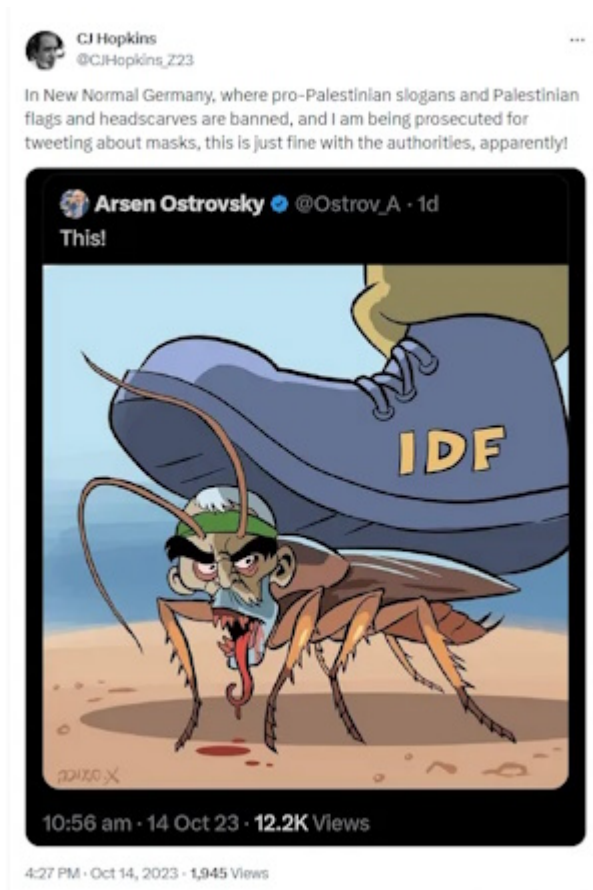 CJ Hopkins
@CJHopkins_Z23
In New Normal Germany, where pro-Palestinian slogans and Palestinian
flags and headscarves are banned, and I am being prosecuted for
tweeting about masks, this is just fine with the authorities, apparently!
Arsen Ostrovsky @Ostrov_A · 1d
This!
IDF
10:56 am · 14 Oct 23 · 12.2K Views
4:27 PM · Oct 14, 2023 · 1,945 Views